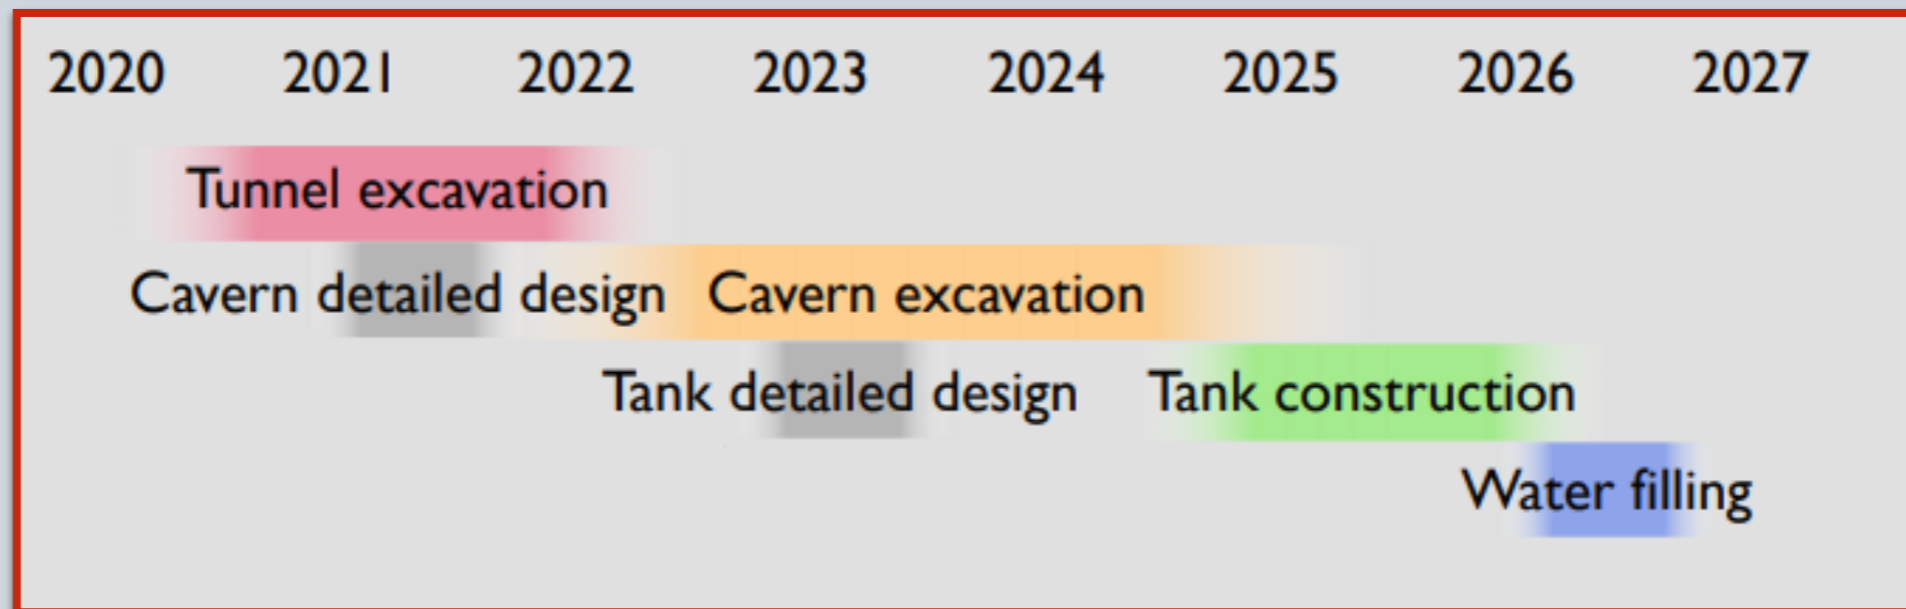 2020 2021 2022 2023 2024 2025 2026 2027
Tunnel excavation
Cavern detailed design Cavern excavation
Tank detailed design Tank construction
Water filling